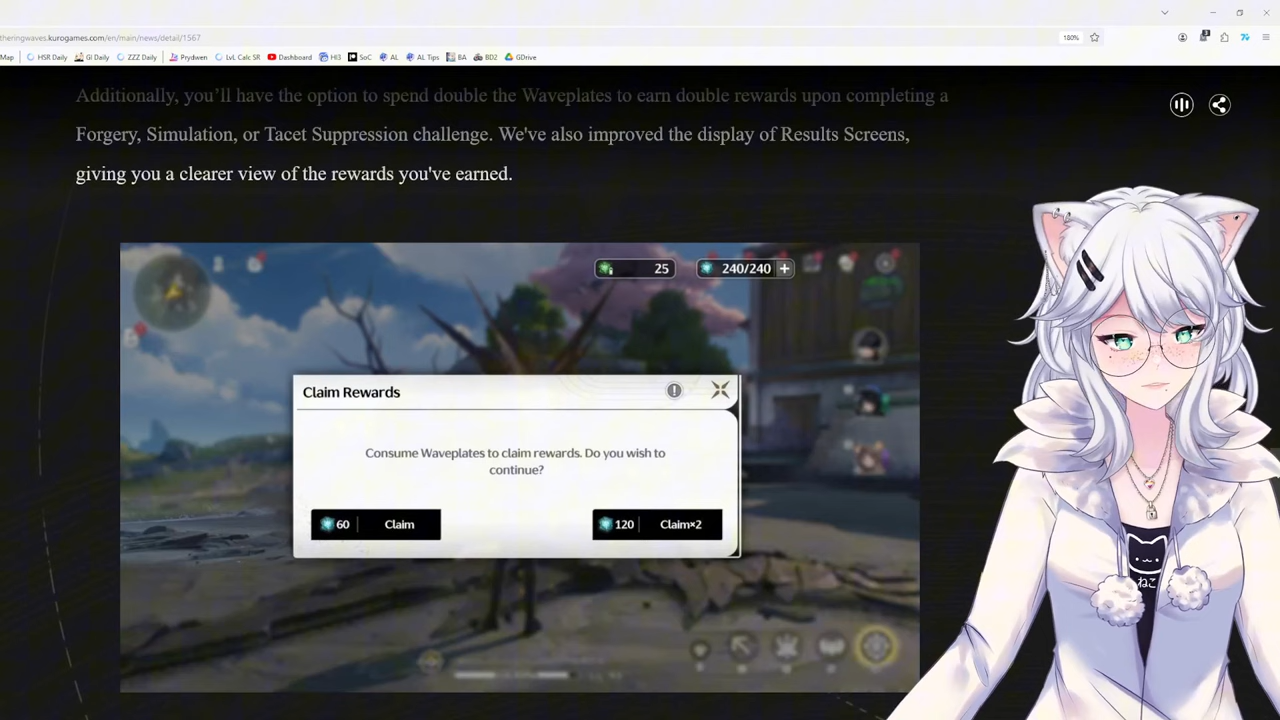 theringwaves.kurogames.com/en/main/news/detail/1567
180%
Map
HSR Daily
GI Daily
ZZZ Daily
Prydwen
LvL Calc SR
Dashboard
HI3
SoC
AL
AL Tips
BA
BD2
GDrive
Additionally, you’ll have the option to spend double the Waveplates to earn double rewards upon completing a
Forgery, Simulation, or Tacet Suppression challenge. We've also improved the display of Results Screens,
giving you a clearer view of the rewards you've earned.
25
240/240
Claim Rewards
Consume Waveplates to claim rewards. Do you wish to
continue?
60 Claim
120 Claim×2
ねこ